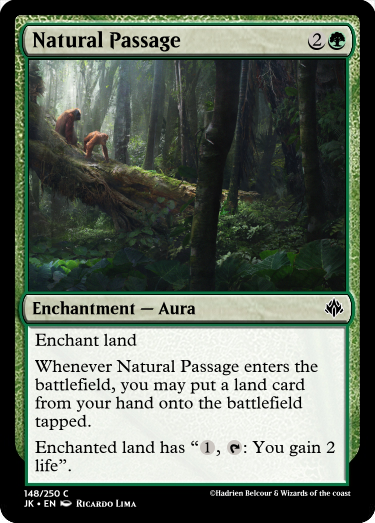 Natural Passage 2
Enchantment — Aura
Enchant land
Whenever Natural Passage enters the
battlefield, you may put a land card
from your hand onto the battlefield
tapped.
Enchanted land has “1, : You gain 2
life”.
148/250 C
JK • EN Ricardo Lima
©Hadrien Belcour & Wizards of the coast